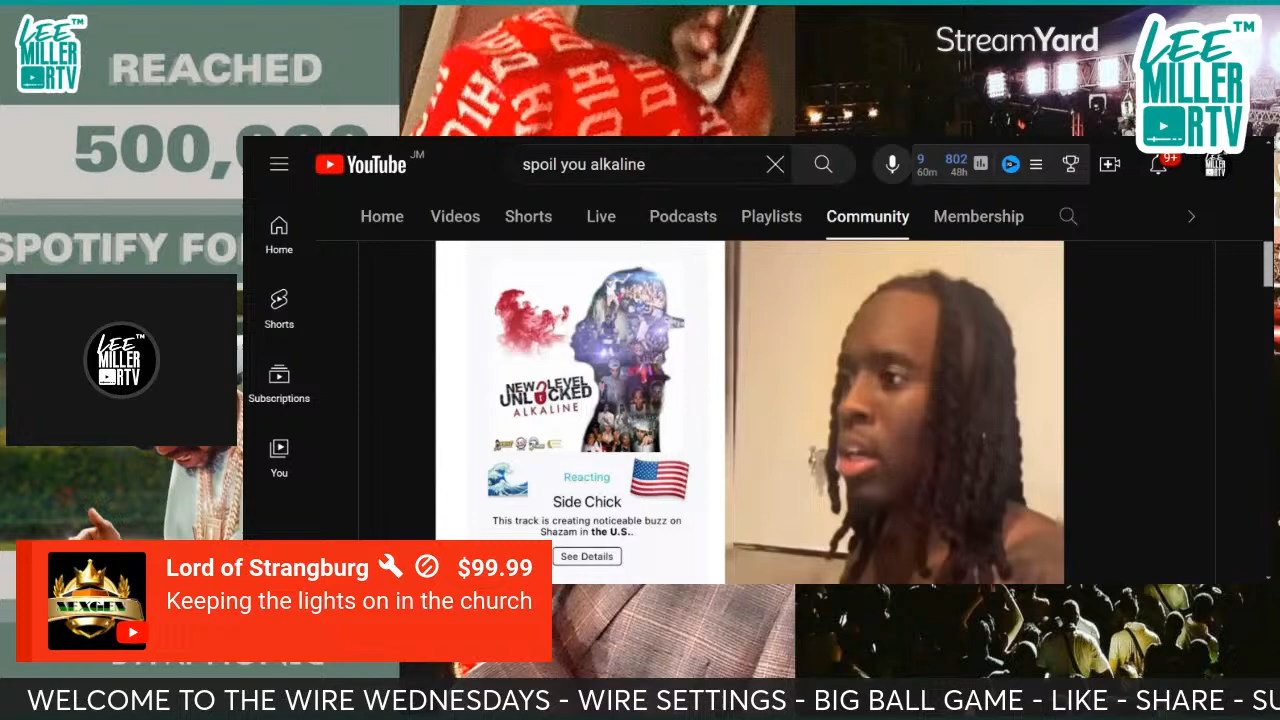 LEE
MILLER
RTV
REACHED
500,
SPOTIFY FO
StreamYard
LEE™
MILLER
RTV
YouTube JM
spoil you alkaline
9
60m
802
48h
9+
Home
Videos
Shorts
Live
Podcasts
Playlists
Community
Membership
Home
Shorts
Subscriptions
You
NEW LEVEL
UNLOCKED
ALKALINE
Reacting
Side Chick
This track is creating noticeable buzz on
Shazam in the U.S..
See Details
LEE™
MILLER
RTV
Lord of Strangburg $99.99
Keeping the lights on in the church
WELCOME TO THE WIRE WEDNESDAYS - WIRE SETTINGS - BIG BALL GAME - LIKE - SHARE - SU